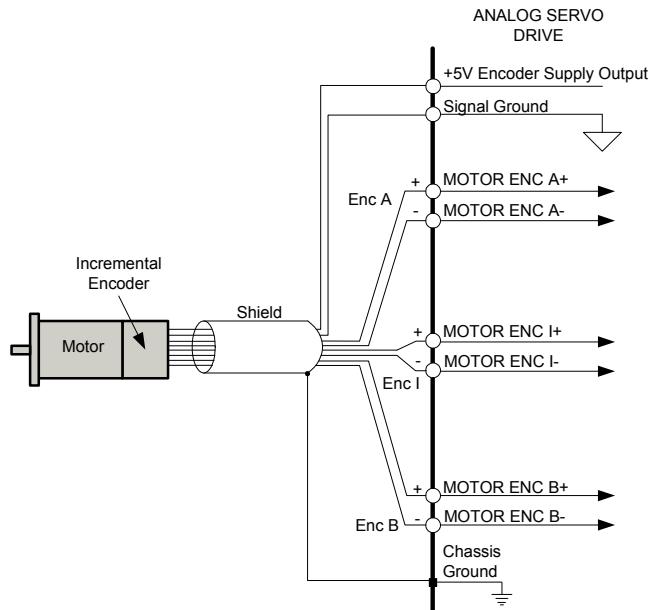 ANALOG SERVO
DRIVE
+5V Encoder Supply Output
Signal Ground
+ MOTOR ENC A+
Enc A
- MOTOR ENC A-
Incremental
Encoder
Shield
Motor
+ MOTOR ENC I+
- MOTOR ENC I-
Enc I
+ MOTOR ENC B+
Enc B - MOTOR ENC B-
Chassis
Ground